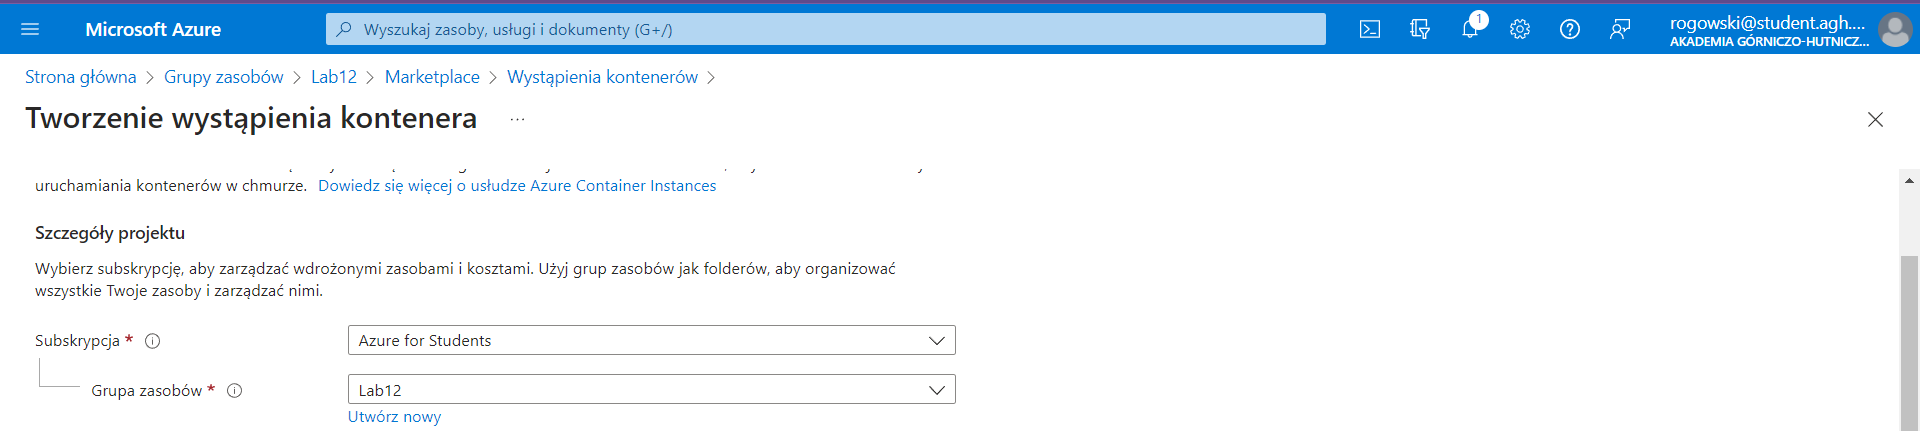 Microsoft Azure
Wyszukaj zasoby, usługi i dokumenty (G+/)
1
rogowski@student.agh....
AKADEMIA GÓRNICZO-HUTNICZ...
Strona główna > Grupy zasobów > Lab12 > Marketplace > Wystąpienia kontenerów >
Tworzenie wystąpienia kontenera ...
uruchamiania kontenerów w chmurze. Dowiedz się więcej o usłudze Azure Container Instances
Szczegóły projektu
Wybierz subskrypcję, aby zarządzać wdrożonymi zasobami i kosztami. Użyj grup zasobów jak folderów, aby organizować
wszystkie Twoje zasoby i zarządzać nimi.
Subskrypcja *
Azure for Students
Grupa zasobów *
Lab12
Utwórz nowy